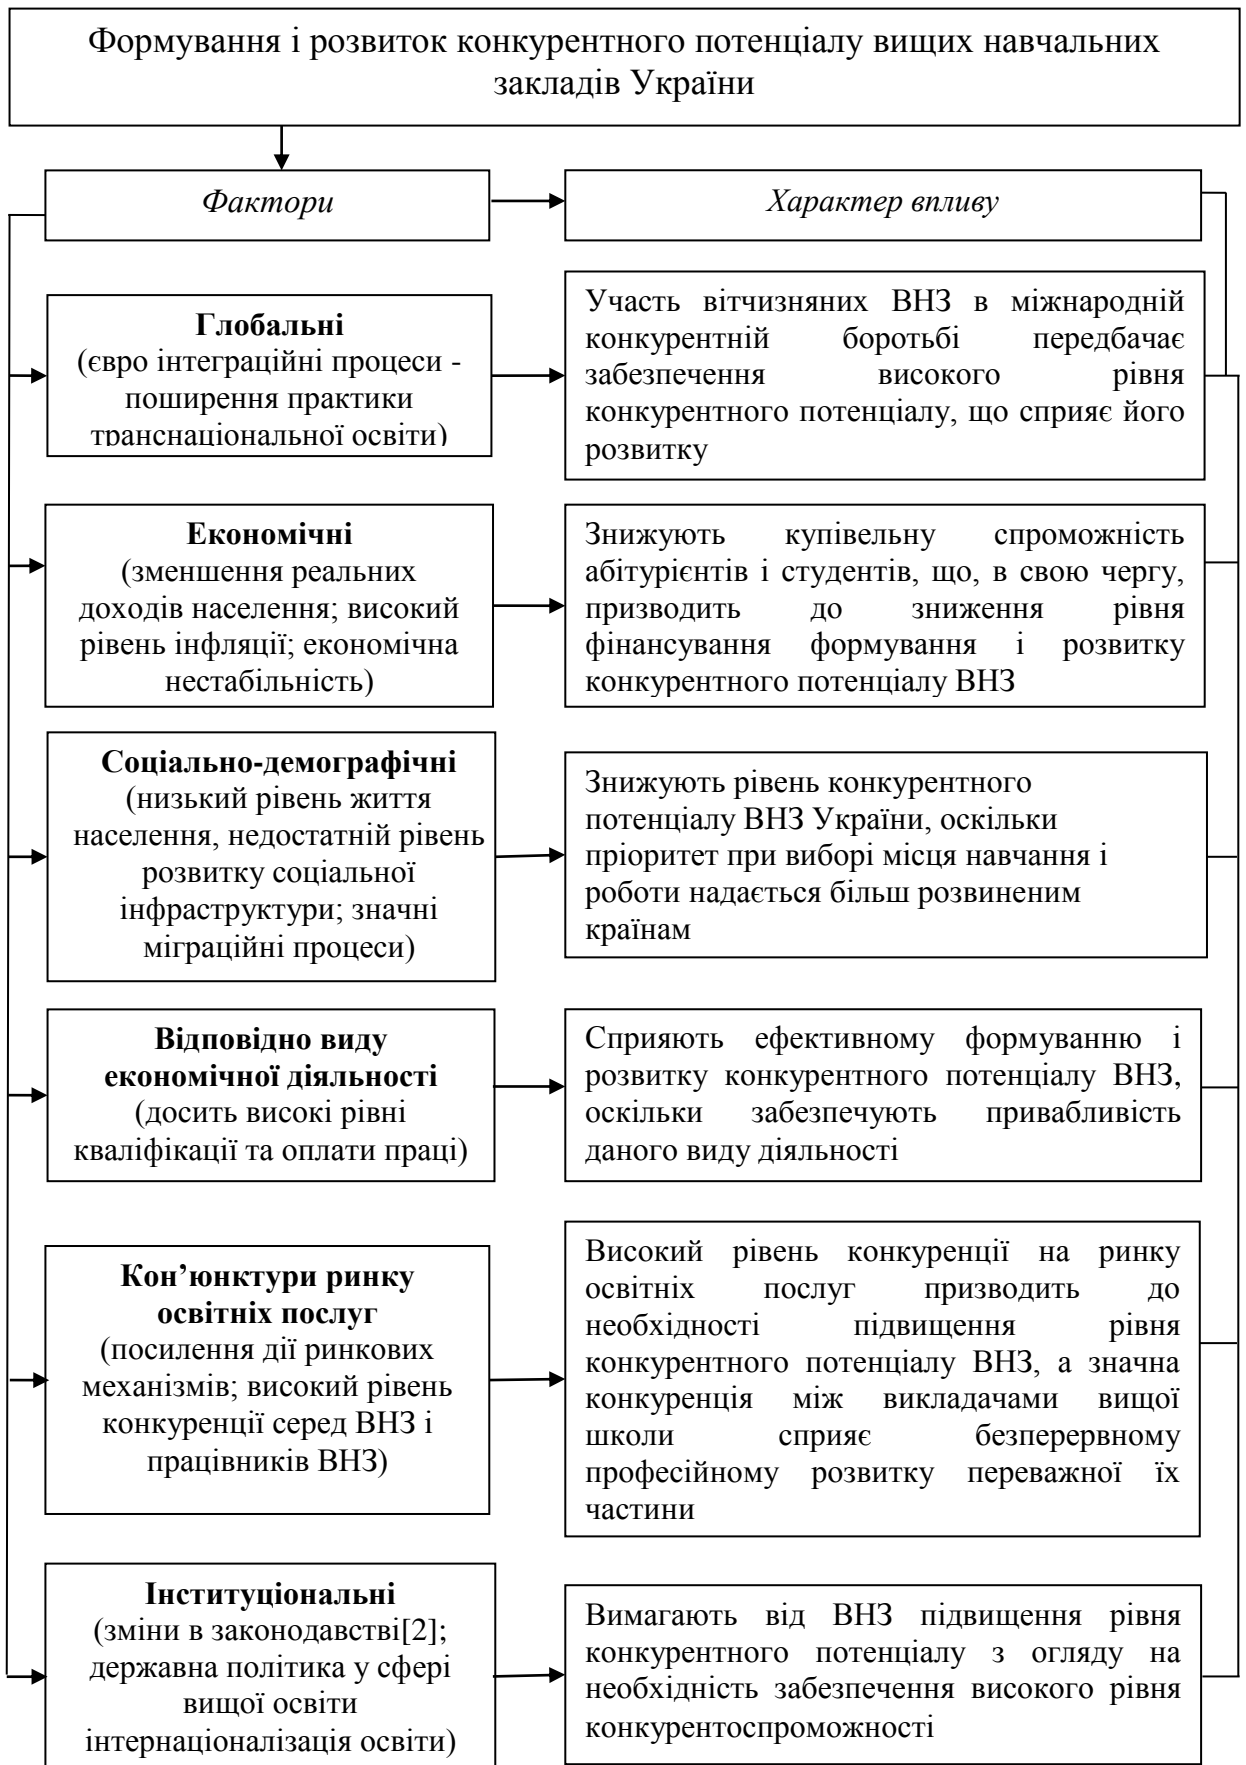 Формування і розвиток конкурентного потенціалу вищих навчальних
закладів України
Фактори
Характер впливу
Глобальні
(євро інтеграційні процеси -
поширення практики
транснаціональної освіти)
Участь вітчизняних ВНЗ в міжнародній
конкурентній боротьбі передбачає
забезпечення високого рівня
конкурентного потенціалу, що сприяє його
розвитку
Економічні
(зменшення реальних
доходів населення; високий
рівень інфляції; економічна
нестабільність)
Знижують купівельну спроможність
абітурієнтів і студентів, що, в свою чергу,
призводить до зниження рівня
фінансування формування і розвитку
конкурентного потенціалу ВНЗ
Соціально-демографічні
(низький рівень життя
населення, недостатній рівень
розвитку соціальної
інфраструктури; значні
міграційні процеси)
Знижують рівень конкурентного
потенціалу ВНЗ України, оскільки
пріоритет при виборі місця навчання і
роботи надається більш розвиненим
країнам
Відповідно виду
економічної діяльності
(досить високі рівні
кваліфікації та оплати праці)
Сприяють ефективному формуванню і
розвитку конкурентного потенціалу ВНЗ,
оскільки забезпечують привабливість
даного виду діяльності
Кон’юнктури ринку
освітніх послуг
(посилення дії ринкових
механізмів; високий рівень
конкуренції серед ВНЗ і
працівників ВНЗ)
Високий рівень конкуренції на ринку
освітніх послуг призводить до
необхідності підвищення рівня
конкурентного потенціалу ВНЗ, а значна
конкуренція між викладачами вищої
школи сприяє безперервному
професійному розвитку переважної їх
частини
Інституціональні
(зміни в законодавстві[2];
державна політика у сфері
вищої освіти
інтернаціоналізація освіти)
Вимагають від ВНЗ підвищення рівня
конкурентного потенціалу з огляду на
необхідність забезпечення високого рівня
конкурентоспроможності